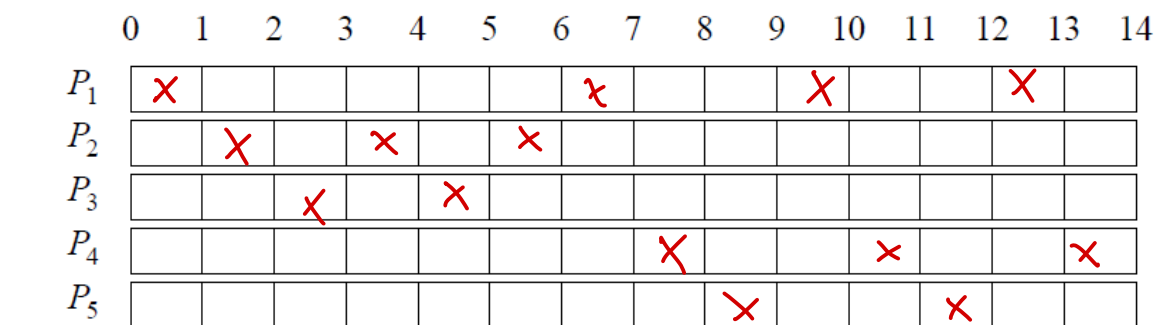 0 1 2 3 4 5 6 7 8 9 10 11 12 13 14
P₁ X X X X
P₂ X X X
P₃ X X
P₄ X X X
P₅ X X